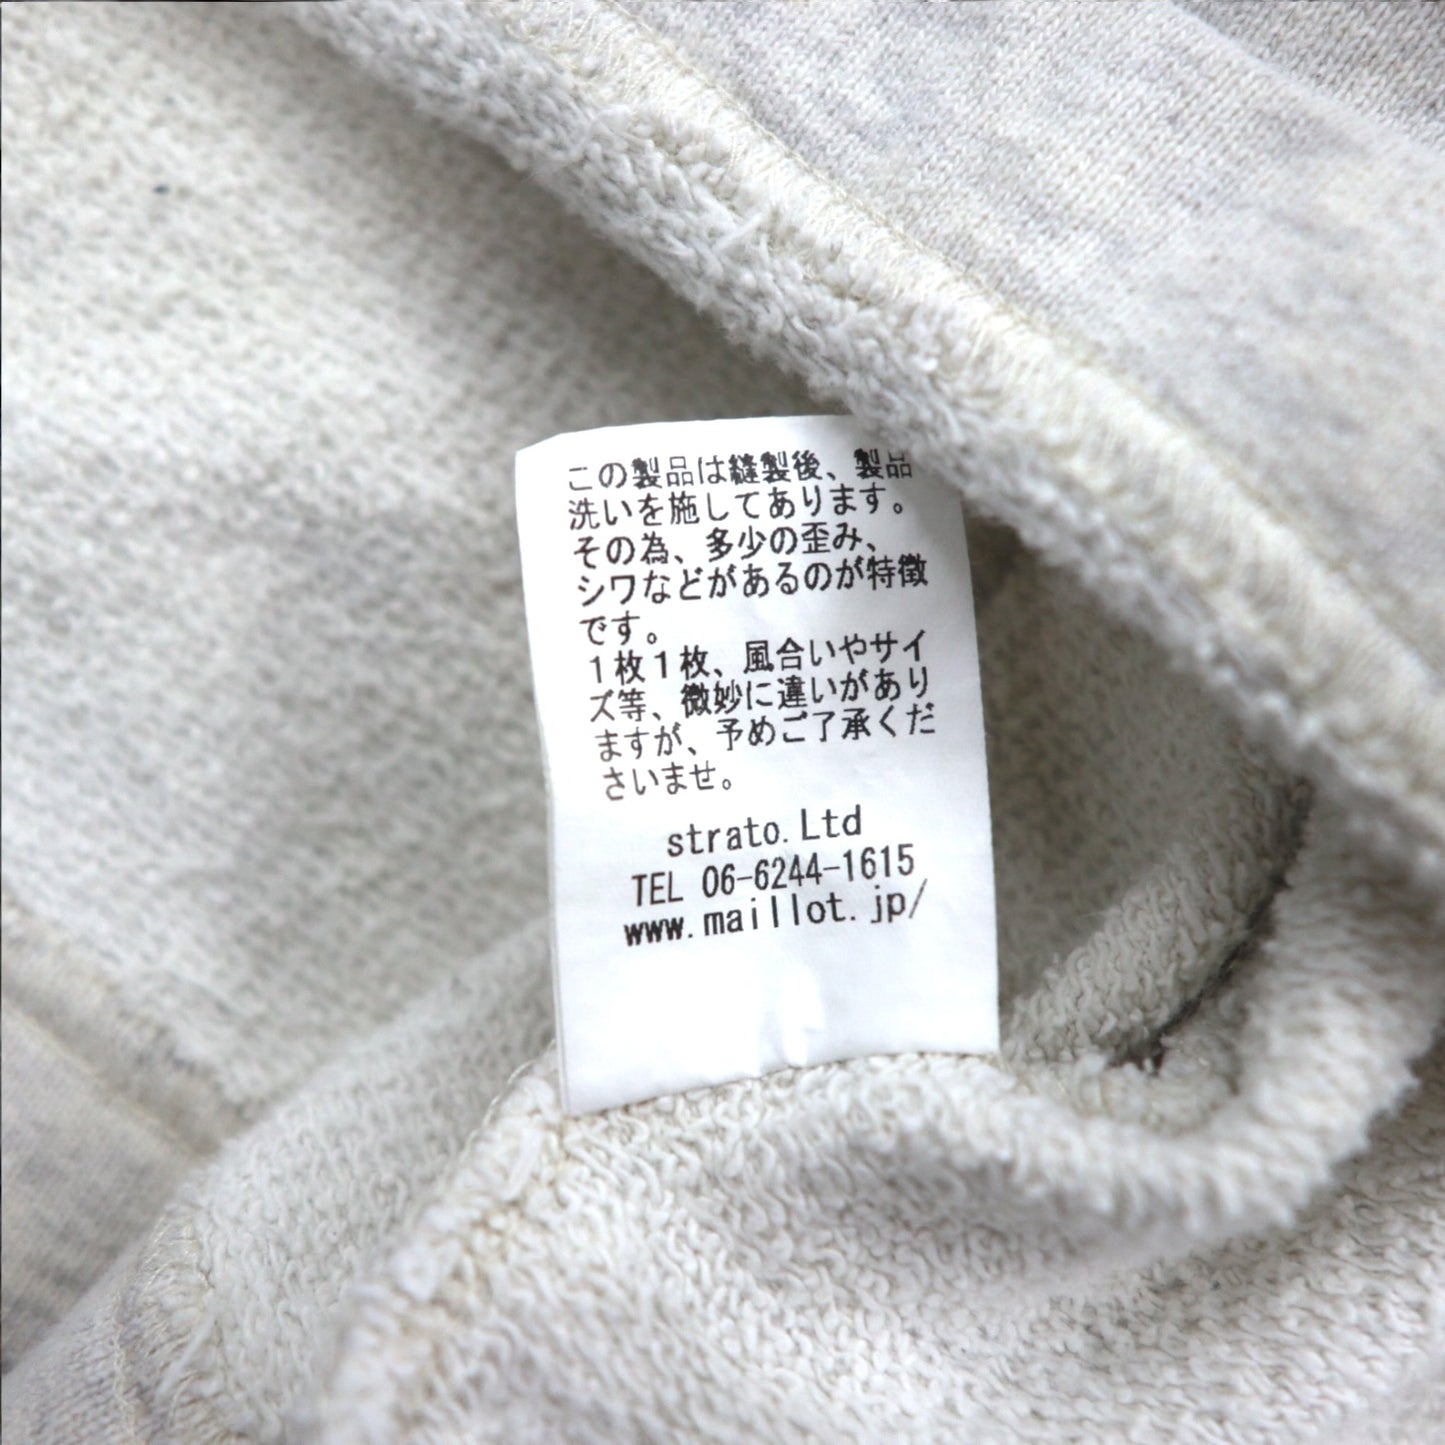 この製品は縫製後、製品
洗いを施してあります。
その為、多少の歪み、
シワなどがあるのが特徴
です。
１枚１枚、風合いやサイ
ズ等、微妙に違いがあり
ますが、予めご了承くだ
さいませ。
strato.Ltd
TEL 06-6244-1615
www.maillot.jp/